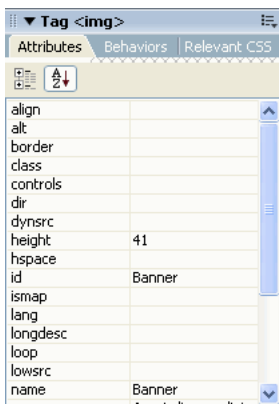 Tag <img>
Attributes Behaviors Relevant CSS
align
alt
border
class
controls
dir
dynsrc
height 41
hspace
id Banner
ismap
lang
longdesc
loop
lowsrc
name Banner